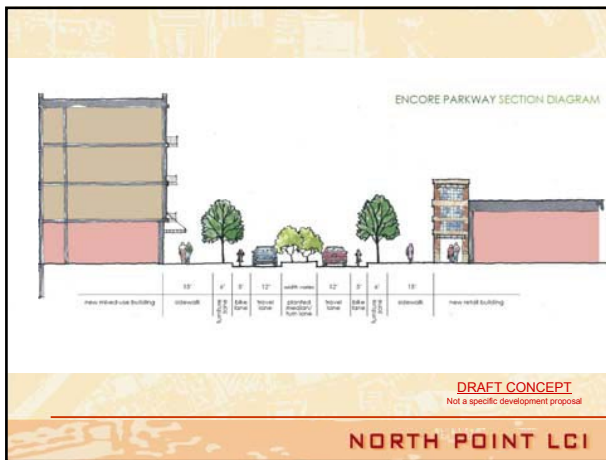 ENCORE PARKWAY SECTION DIAGRAM
6' 5' 12' width varies 12' 5' 6'
new mixed use building
sidewalk
furniture
zone
bike
lane
travel
lane
planted
median/
turn lane
travel
lane
bike
lane
furniture
zone
sidewalk
new retail building
DRAFT CONCEPT
Not a specific development proposal
NORTH POINT LCI